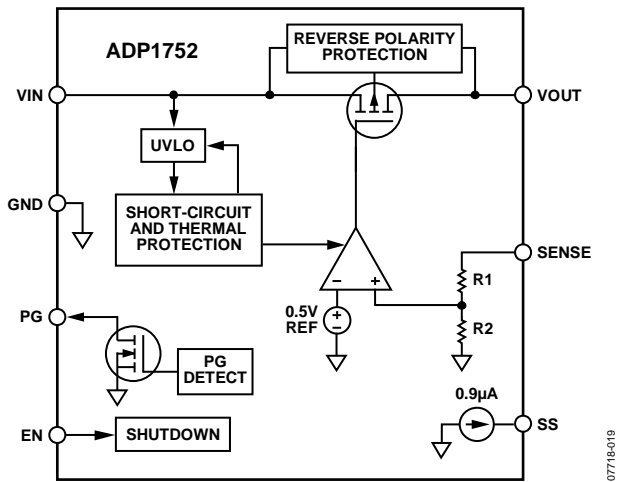 ADP1752
REVERSE POLARITY
PROTECTION
VIN
VOUT
UVLO
GND
SHORT-CIRCUIT
AND THERMAL
PROTECTION
SENSE
R1
– +
PG
0.5V
REF
+
–
R2
PG
DETECT
0.9µA
EN
SHUTDOWN
SS
07718-019